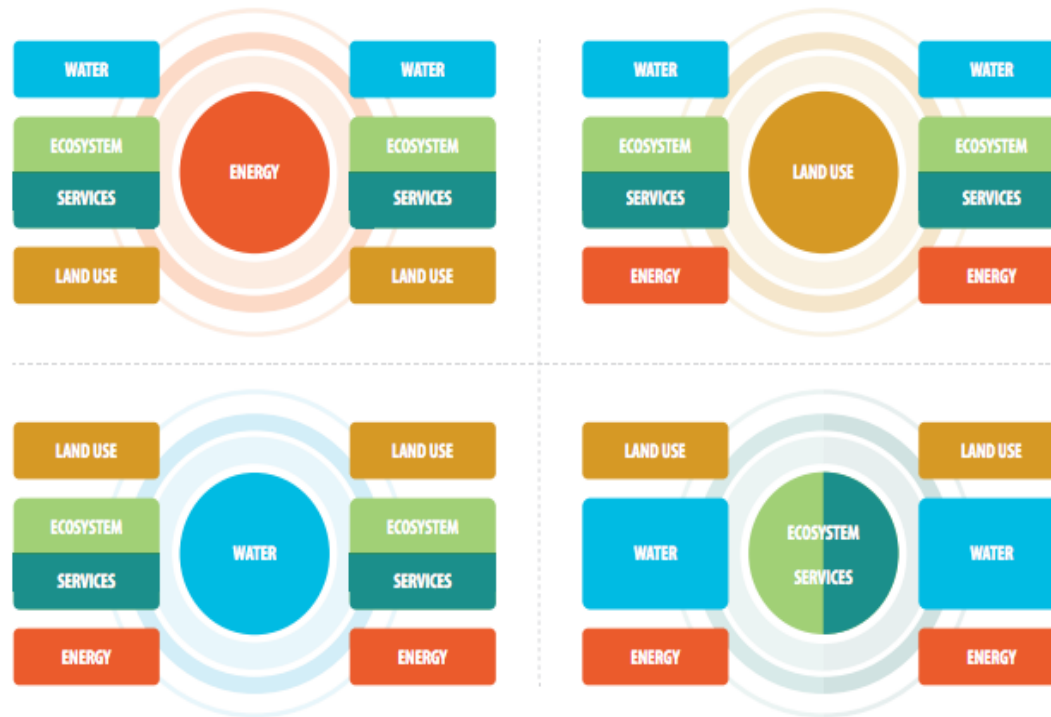 WATER
ECOSYSTEM
SERVICES
LAND USE
ENERGY
WATER
ECOSYSTEM
SERVICES
LAND USE
WATER
ECOSYSTEM
SERVICES
ENERGY
LAND USE
WATER
ECOSYSTEM
SERVICES
ENERGY
LAND USE
ECOSYSTEM
SERVICES
ENERGY
WATER
LAND USE
ECOSYSTEM
SERVICES
ENERGY
LAND USE
WATER
ENERGY
ECOSYSTEM
SERVICES
LAND USE
WATER
ENERGY